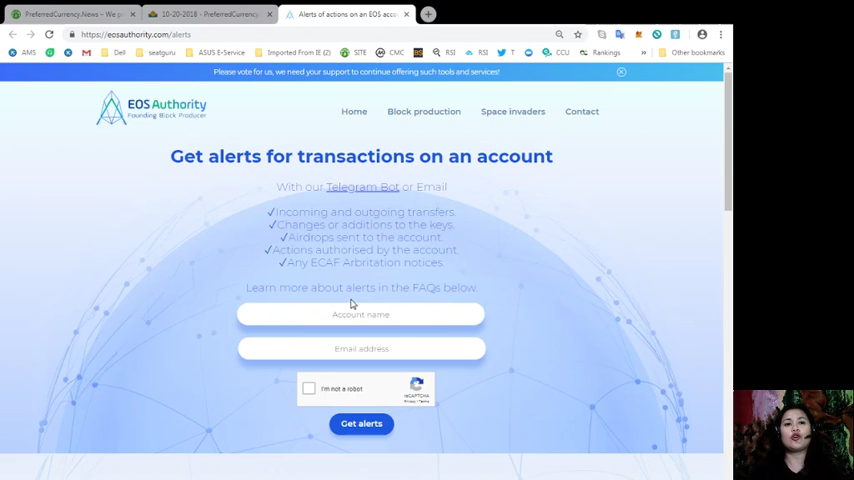 PreferredCurrency.News – We p
10-20-2018 - PreferredCurrency.
Alerts of actions on an EOS acco
https://eosauthority.com/alerts
AMS
Dell
seatguru
ASUS E-Service
Imported From IE (2)
SITE
CMC
RSI
RSI
T
CCU
Rankings
»
Other bookmarks
Please vote for us, we need your support to continue offering such tools and services!
EOS Authority
Founding Block Producer
Home
Block production
Space invaders
Contact
Get alerts for transactions on an account
With our Telegram Bot or Email
✓Incoming and outgoing transfers.
✓Changes or additions to the keys.
✓Airdrops sent to the account.
✓Actions authorised by the account
✓Any ECAF Arbritation notices.
Learn more about alerts in the FAQs below.
Account name
Email address
I'm not a robot
reCAPTCHA
Privacy - Terms
Get alerts